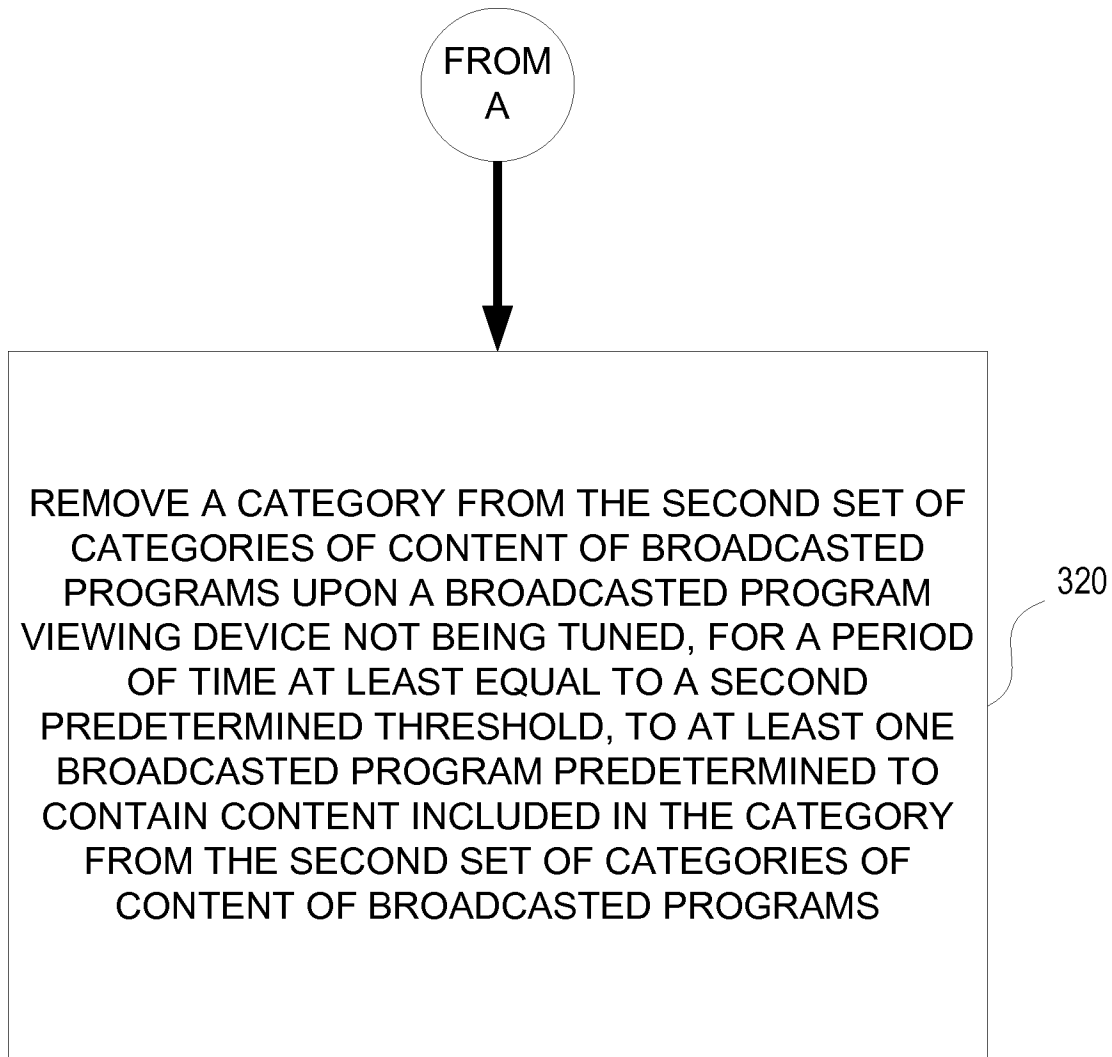 FROM
A
REMOVE A CATEGORY FROM THE SECOND SET OF
CATEGORIES OF CONTENT OF BROADCASTED
PROGRAMS UPON A BROADCASTED PROGRAM
VIEWING DEVICE NOT BEING TUNED, FOR A PERIOD
OF TIME AT LEAST EQUAL TO A SECOND
PREDETERMINED THRESHOLD, TO AT LEAST ONE
BROADCASTED PROGRAM PREDETERMINED TO
CONTAIN CONTENT INCLUDED IN THE CATEGORY
FROM THE SECOND SET OF CATEGORIES OF
CONTENT OF BROADCASTED PROGRAMS
320